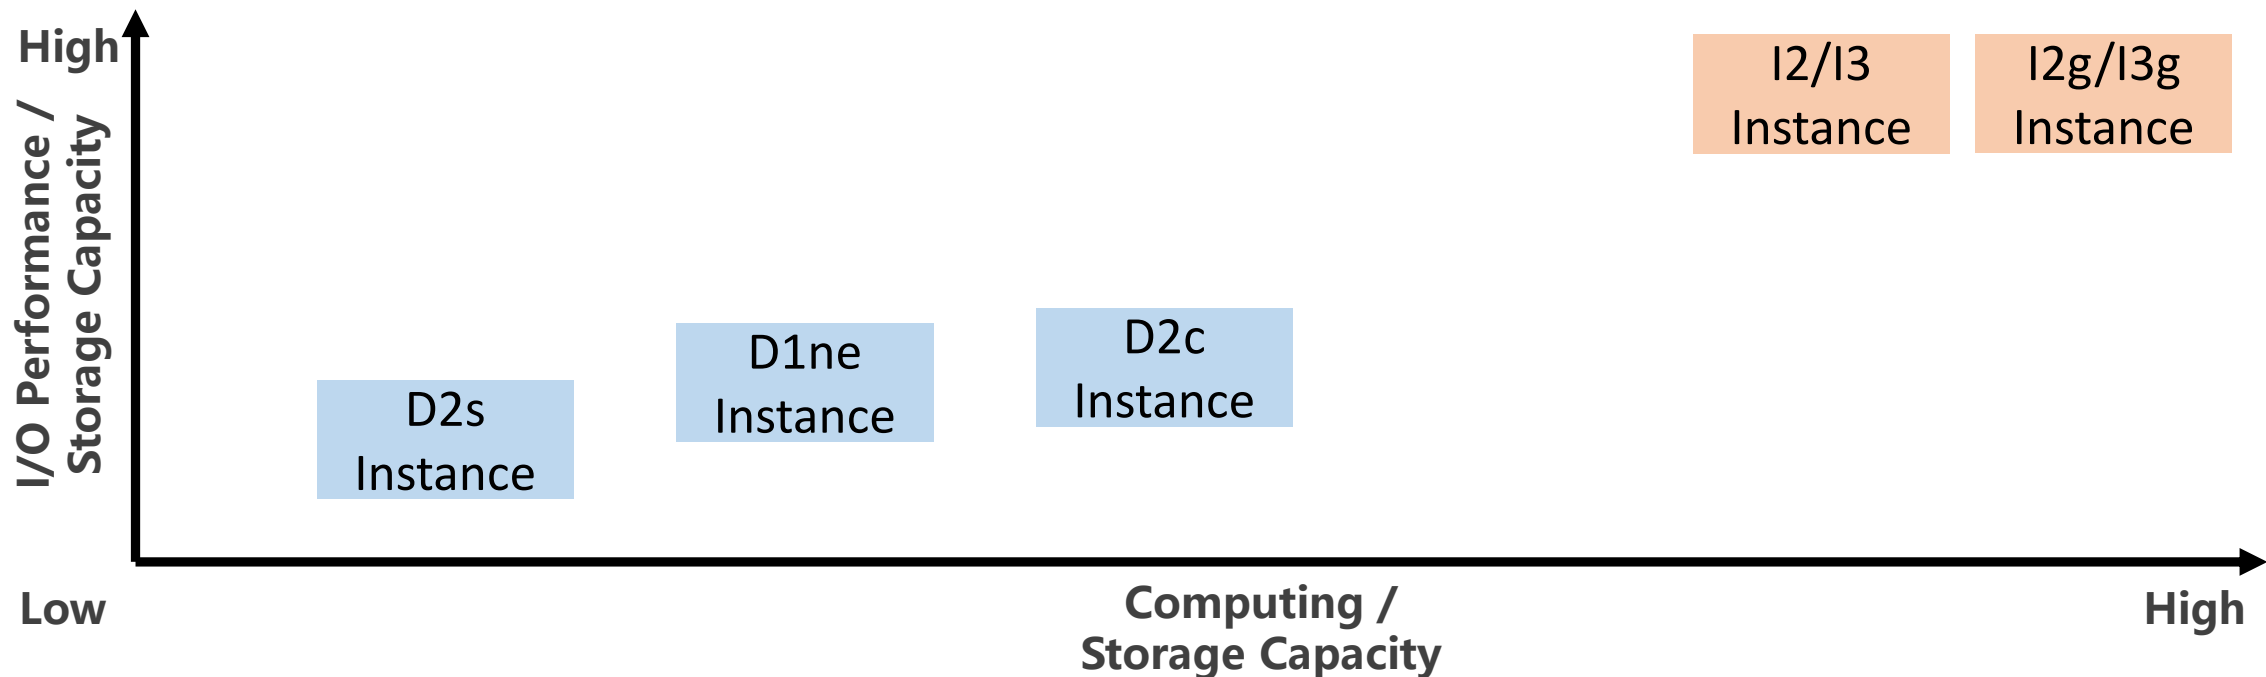 High
I/O Performance /
Storage Capacity
I2/I3
Instance
I2g/I3g
Instance
D2c
Instance
D1ne
Instance
D2s
Instance
Low
Computing /
Storage Capacity
High